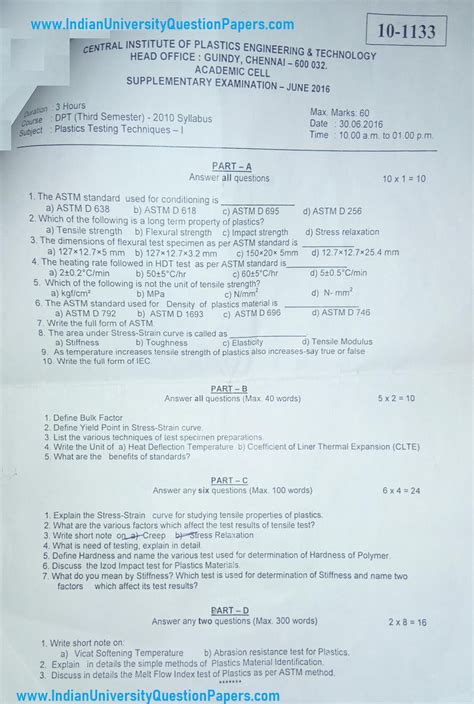 www.IndianUniversityQuestionPapers.com
10-1133
CENTRAL INSTITUTE OF PLASTICS ENGINEERING & TECHNOLOGY
HEAD OFFICE : GUINDY, CHENNAI – 600 032.
ACADEMIC CELL
SUPPLEMENTARY EXAMINATION – JUNE 2016
Duration : 3 Hours
Max. Marks: 60
Course : DPT (Third Semester) - 2010 Syllabus
Date : 30.06.2016
Subject : Plastics Testing Techniques – I
Time : 10.00 a.m. to 01.00 p.m.
PART – A
Answer all questions 10 x 1 = 10
1. The ASTM standard used for conditioning is
a) ASTM D 638 b) ASTM D 618 c) ASTM D 695 d) ASTM D 256
2. Which of the following is a long term property of plastics?
a) Tensile strength b) Flexural strength c) Impact strength d) Stress relaxation
3. The dimensions of flexural test specimen as per ASTM standard is
a) 127×12.7×5 mm b) 127×12.7×3.2 mm c) 150×20× 5mm d) 12.7×12.7×25.4 mm
4. The heating rate followed in HDT test as per ASTM standard is
a) 2±0.2°C/min b) 50±5°C/hr c) 60±5°C/hr d) 5±0.5°C/min
5. Which of the following is not the unit of tensile strength?
a) kgf/cm² b) MPa c) N/mm² d) N- mm²
6. The ASTM standard used for Density of plastics material is
a) ASTM D 792 b) ASTM D 1693 c) ASTM D 696 d) ASTM D 746
7. Write the full form of ASTM.
8. The area under Stress-Strain curve is called as
a) Stiffness b) Toughness c) Elasticity d) Tensile Modulus
9. As temperature increases tensile strength of plastics also increases-say true or false
10. Write the full form of IEC.
PART – B
Answer all questions (Max. 40 words) 5 x 2 = 10
1. Define Bulk Factor
2. Define Yield Point in Stress-Strain curve.
3. List the various techniques of test specimen preparations.
4. Write the Unit of a) Heat Deflection Temperature b) Coefficient of Liner Thermal Expansion (CLTE)
5. What are the benefits of standards?
PART – C
Answer any six questions (Max. 100 words) 6 x 4 = 24
1. Explain the Stress-Strain curve for studying tensile properties of plastics.
2. What are the various factors which affect the test results of tensile test?
3. Write short note on a) Creep b) Stress Relaxation
4. What is need of testing, explain in detail.
5. Define Hardness and name the various test used for determination of Hardness of Polymer.
6. Discuss the Izod Impact test for Plastics Materials.
7. What do you mean by Stiffness? Which test is used for determination of Stiffness and name two
factors which affect its test results?
PART – D
Answer any two questions (Max. 300 words) 2 x 8 = 16
1. Write short note on:
a) Vicat Softening Temperature b) Abrasion resistance test for Plastics.
2. Explain in details the simple methods of Plastics Material Identification.
3. Discuss in details the Melt Flow Index test of Plastics as per ASTM method.
*******
www.IndianUniversityQuestionPapers.com